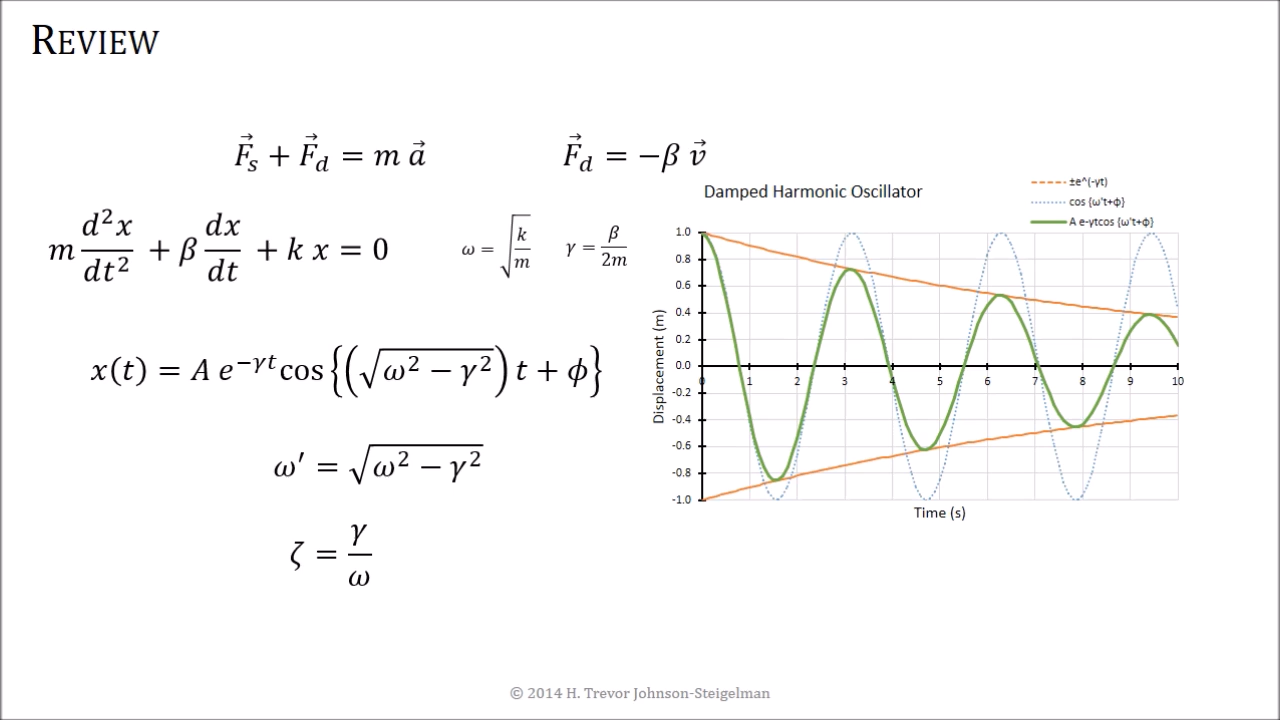 REVIEW
F⃗s + F⃗d = m a⃗
F⃗d = −β v⃗
m d²x/dt² + β dx/dt + k x = 0
ω = √(k/m)
γ = β/2m
x(t) = A e^−γt cos{(√(ω² − γ²)) t + ϕ}
ω′ = √(ω² − γ²)
ζ = γ/ω
Damped Harmonic Oscillator
±e^(-γt)
cos {ω't+ϕ}
A e-γtcos {ω't+ϕ}
Displacement (m)
1.0
0.8
0.6
0.4
0.2
0.0
-0.2
-0.4
-0.6
-0.8
-1.0
0 1 2 3 4 5 6 7 8 9 10
Time (s)
© 2014 H. Trevor Johnson-Steigelman